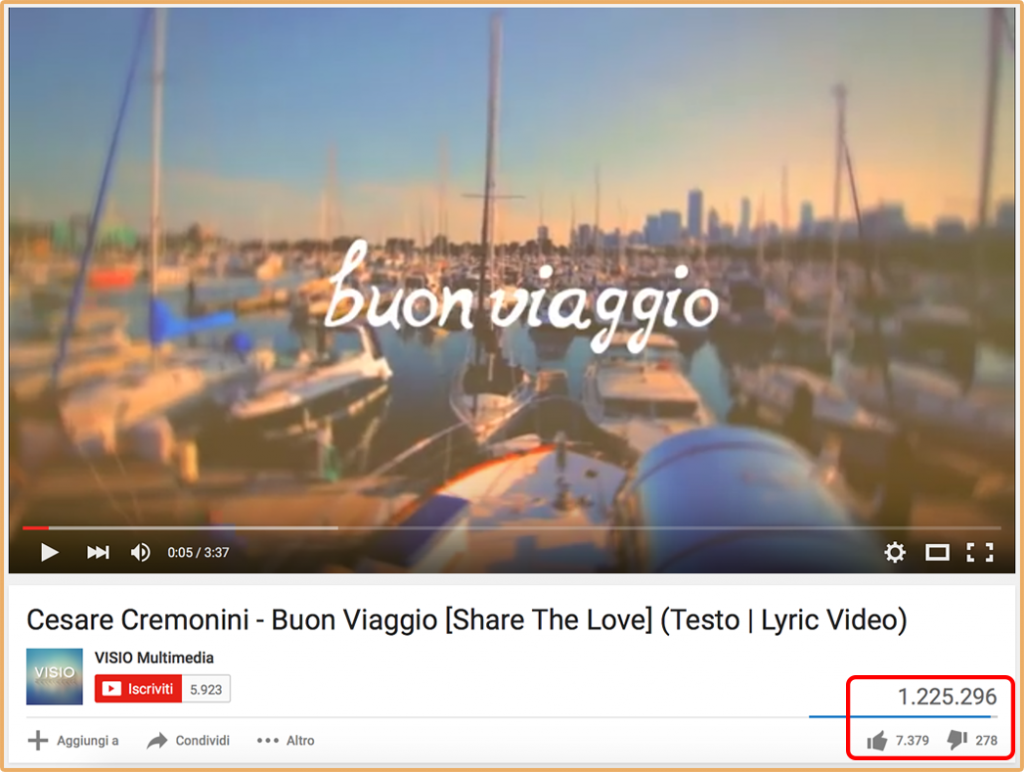 buon viaggio
0:05 / 3:37
Cesare Cremonini - Buon Viaggio [Share The Love] (Testo | Lyric Video)
VISIO
VISIO Multimedia
Iscriviti 5.923
1.225.296
Aggiungi a Condividi Altro 7.379 278